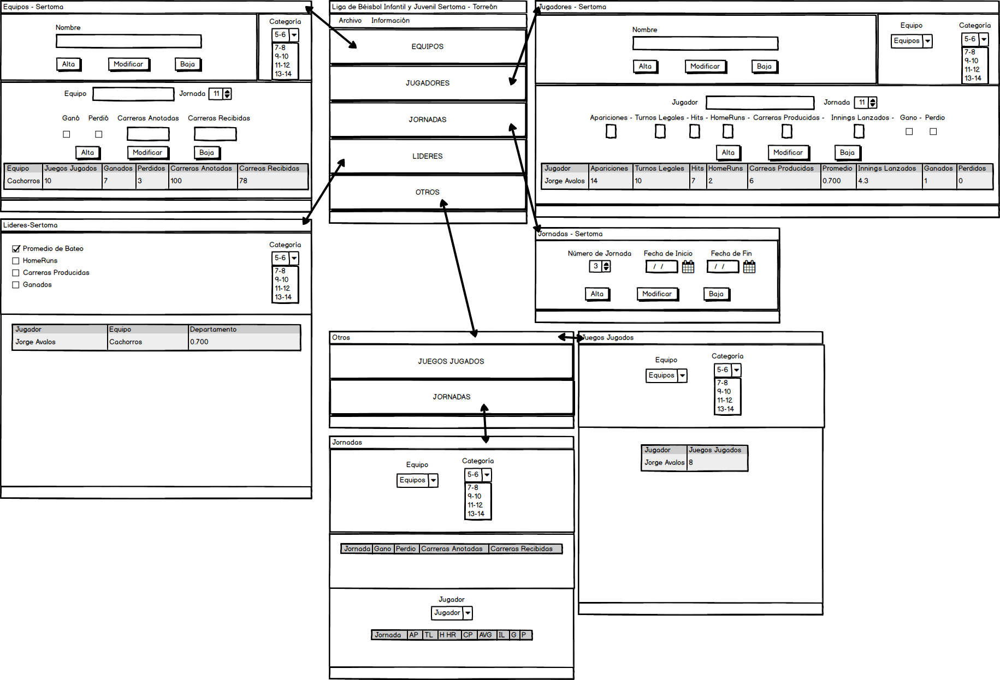 Equipos - Sertoma
Nombre
Alta Modificar Baja
Categoría
5-6
7-8
9-10
11-12
13-14
Equipo Jornada 11
Ganó Perdió Carreras Anotadas Carreras Recibidas
Alta Modificar Baja
Equipo Juegos Jugados Ganados Perdidos Carreras Anotadas Carreas Recibidas
Cachorros 10 7 3 100 78
Liga de Béisbol Infantil y Juvenil Sertoma - Torreón
Archivo Información
EQUIPOS
JUGADORES
JORNADAS
LIDERES
OTROS
Jugadores - Sertoma
Nombre
Alta Modificar Baja
Equipo
Equipos
Categoría
5-6
7-8
9-10
11-12
13-14
Jugador Jornada 11
Apariciones - Turnos Legales - Hits - HomeRuns - Carreras Producidas - Innings Lanzados - Gano - Perdio
Alta Modificar Baja
Jugador Apariciones Turnos Legales Hits HomeRuns Carreas Producidas Promedio Innings Lanzados Ganados Perdidos
Jorge Avalos 14 10 7 2 6 0.700 4.3 1 0
Lideres-Sertoma
Promedio de Bateo
HomeRuns
Carreras Producidas
Ganados
Categoría
5-6
7-8
9-10
11-12
13-14
Jugador Equipo Departamento
Jorge Avalos Cachorros 0.700
Jornadas - Sertoma
Número de Jornada Fecha de Inicio Fecha de Fin
3 / / / /
Alta Modificar Baja
Otros
JUEGOS JUGADOS
JORNADAS
Juegos Jugados
Equipo
Equipos
Categoría
5-6
7-8
9-10
11-12
13-14
Jugador Juegos Jugados
Jorge Avalos 8
Jornadas
Equipo
Equipos
Categoría
5-6
7-8
9-10
11-12
13-14
Jornada Gano Perdio Carreras Anotadas Carreras Recibidas
Jugador
Jugador
Jornada AP TL H HR CP AVG IL G P